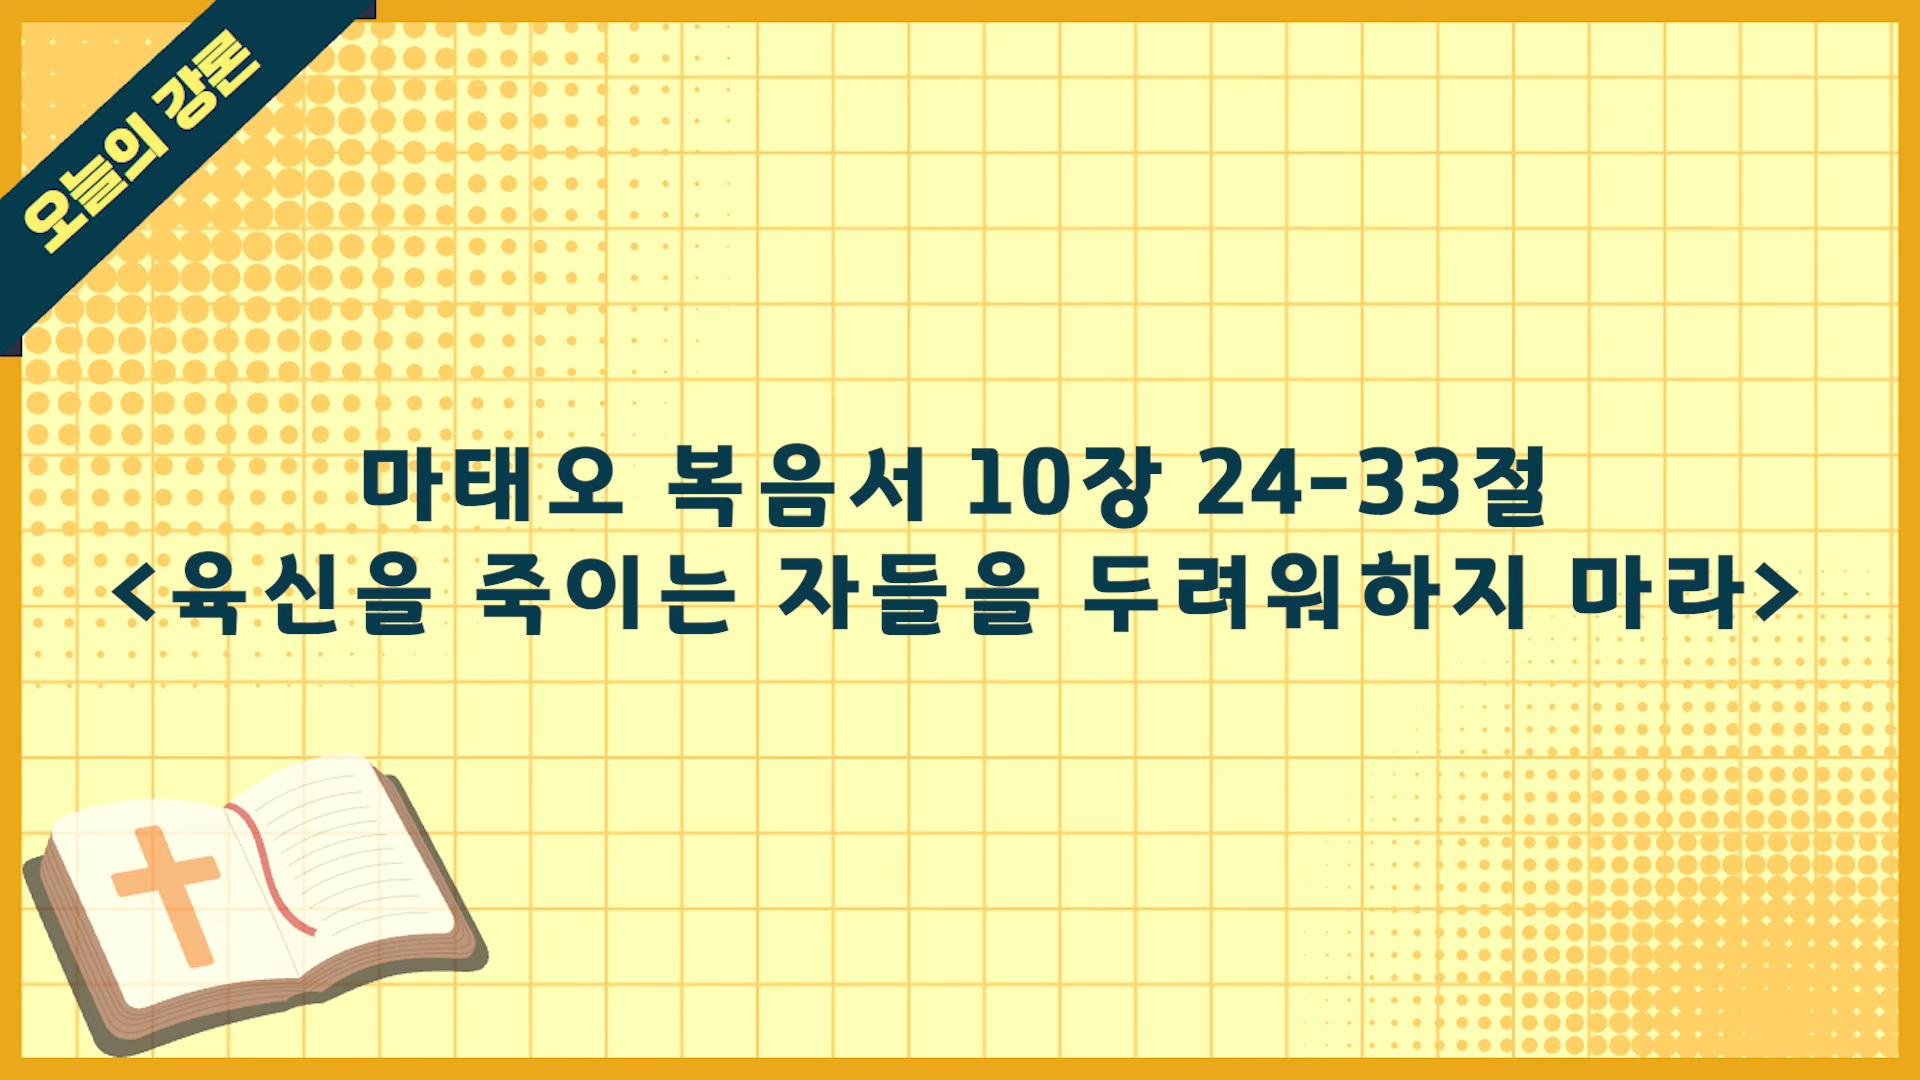 오늘의 강론
마태오 복음서 10장 24-33절
<육신을 죽이는 자들을 두려워하지 마라>